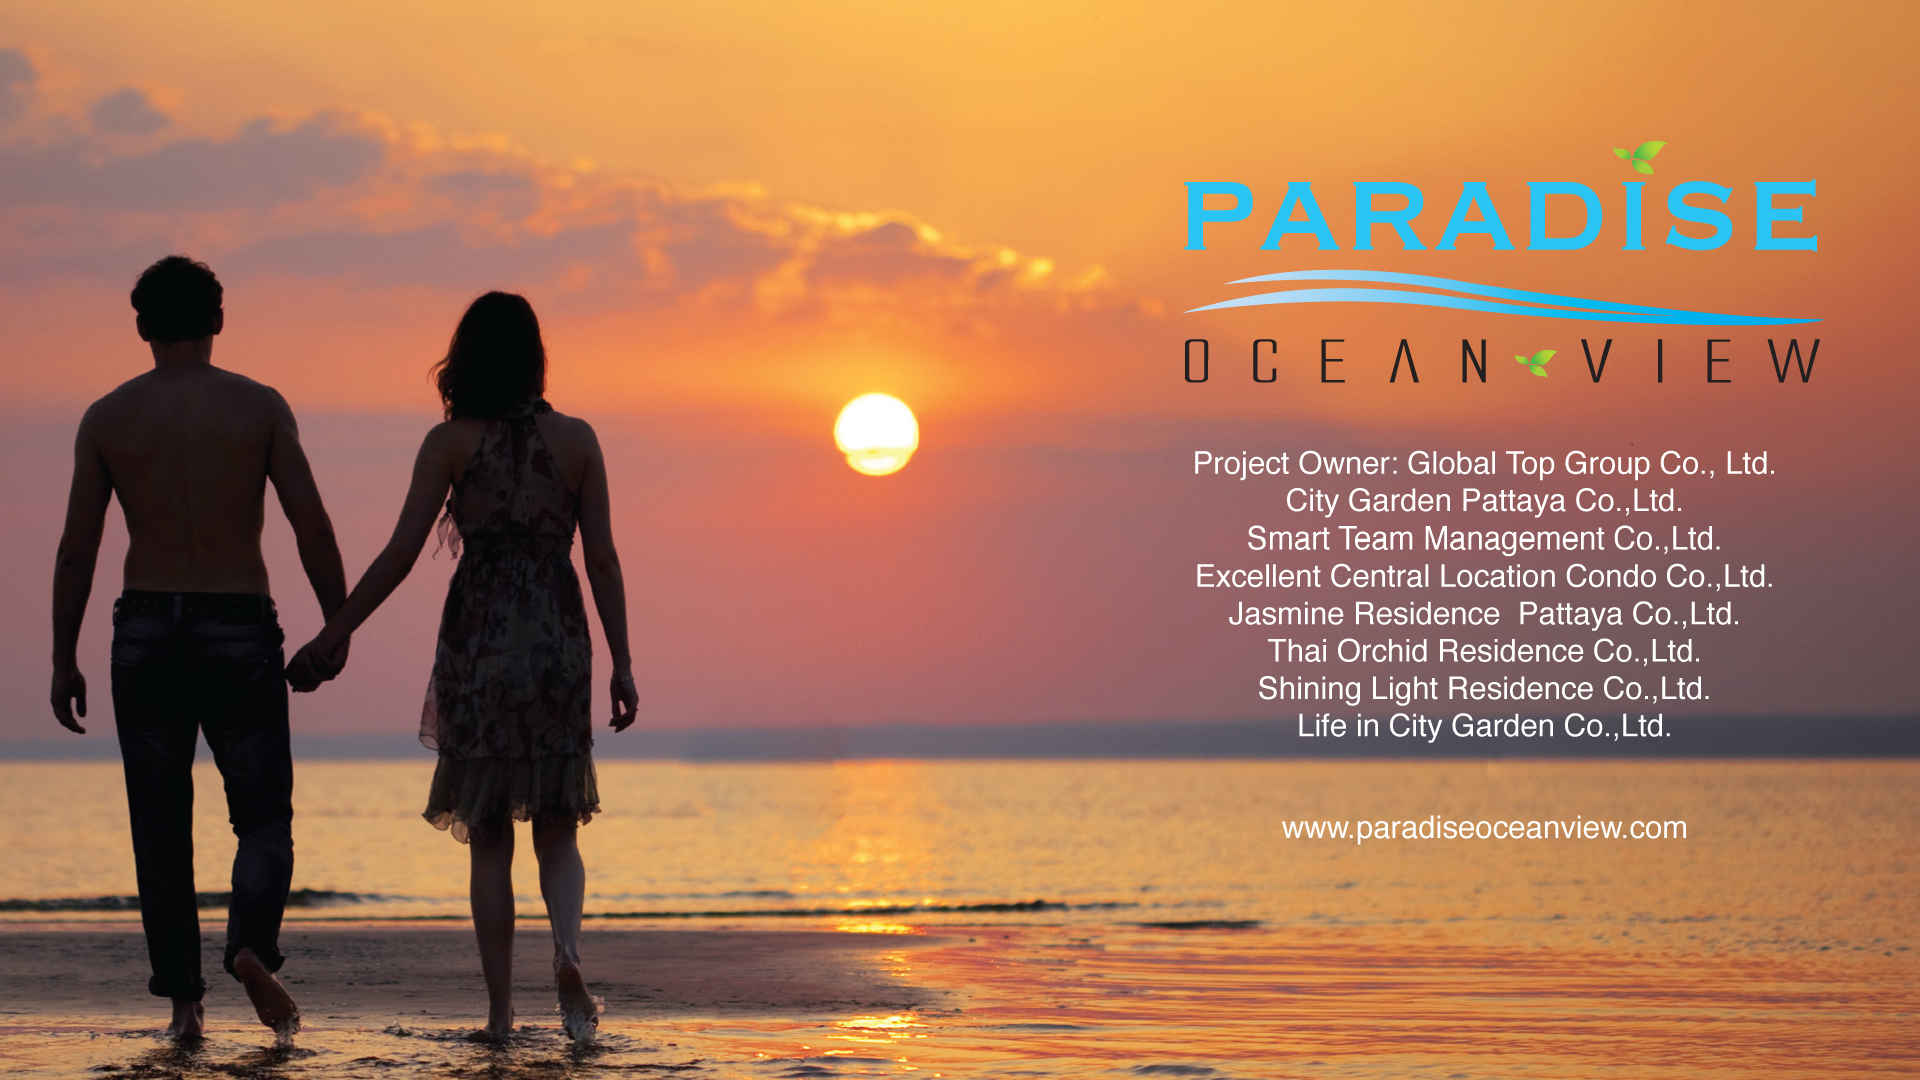 PARADISE
OCEAN VIEW
Project Owner: Global Top Group Co., Ltd.
City Garden Pattaya Co.,Ltd.
Smart Team Management Co.,Ltd.
Excellent Central Location Condo Co.,Ltd.
Jasmine Residence  Pattaya Co.,Ltd.
Thai Orchid Residence Co.,Ltd.
Shining Light Residence Co.,Ltd.
Life in City Garden Co.,Ltd.
www.paradiseoceanview.com